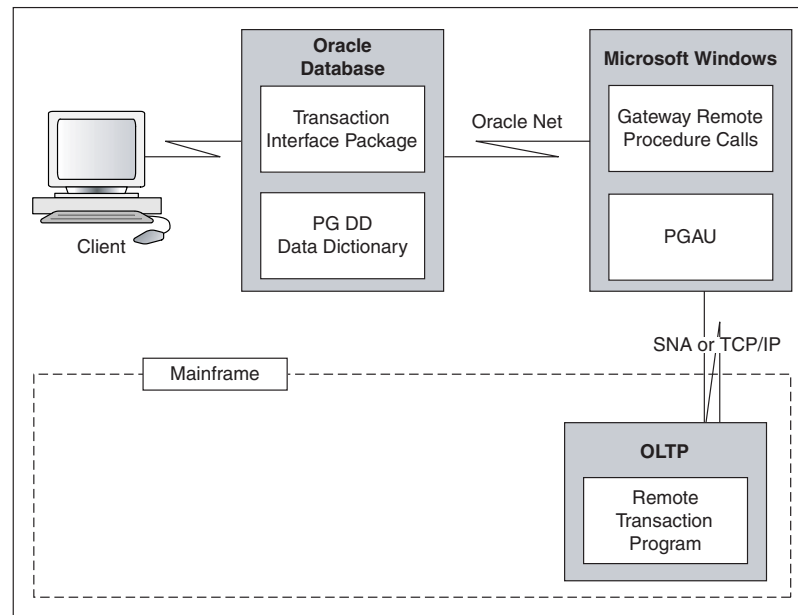 Oracle
Database
Transaction
Interface Package
PG DD
Data Dictionary
Client
Oracle Net
Microsoft Windows
Gateway Remote
Procedure Calls
PGAU
SNA or TCP/IP
Mainframe
OLTP
Remote
Transaction
Program